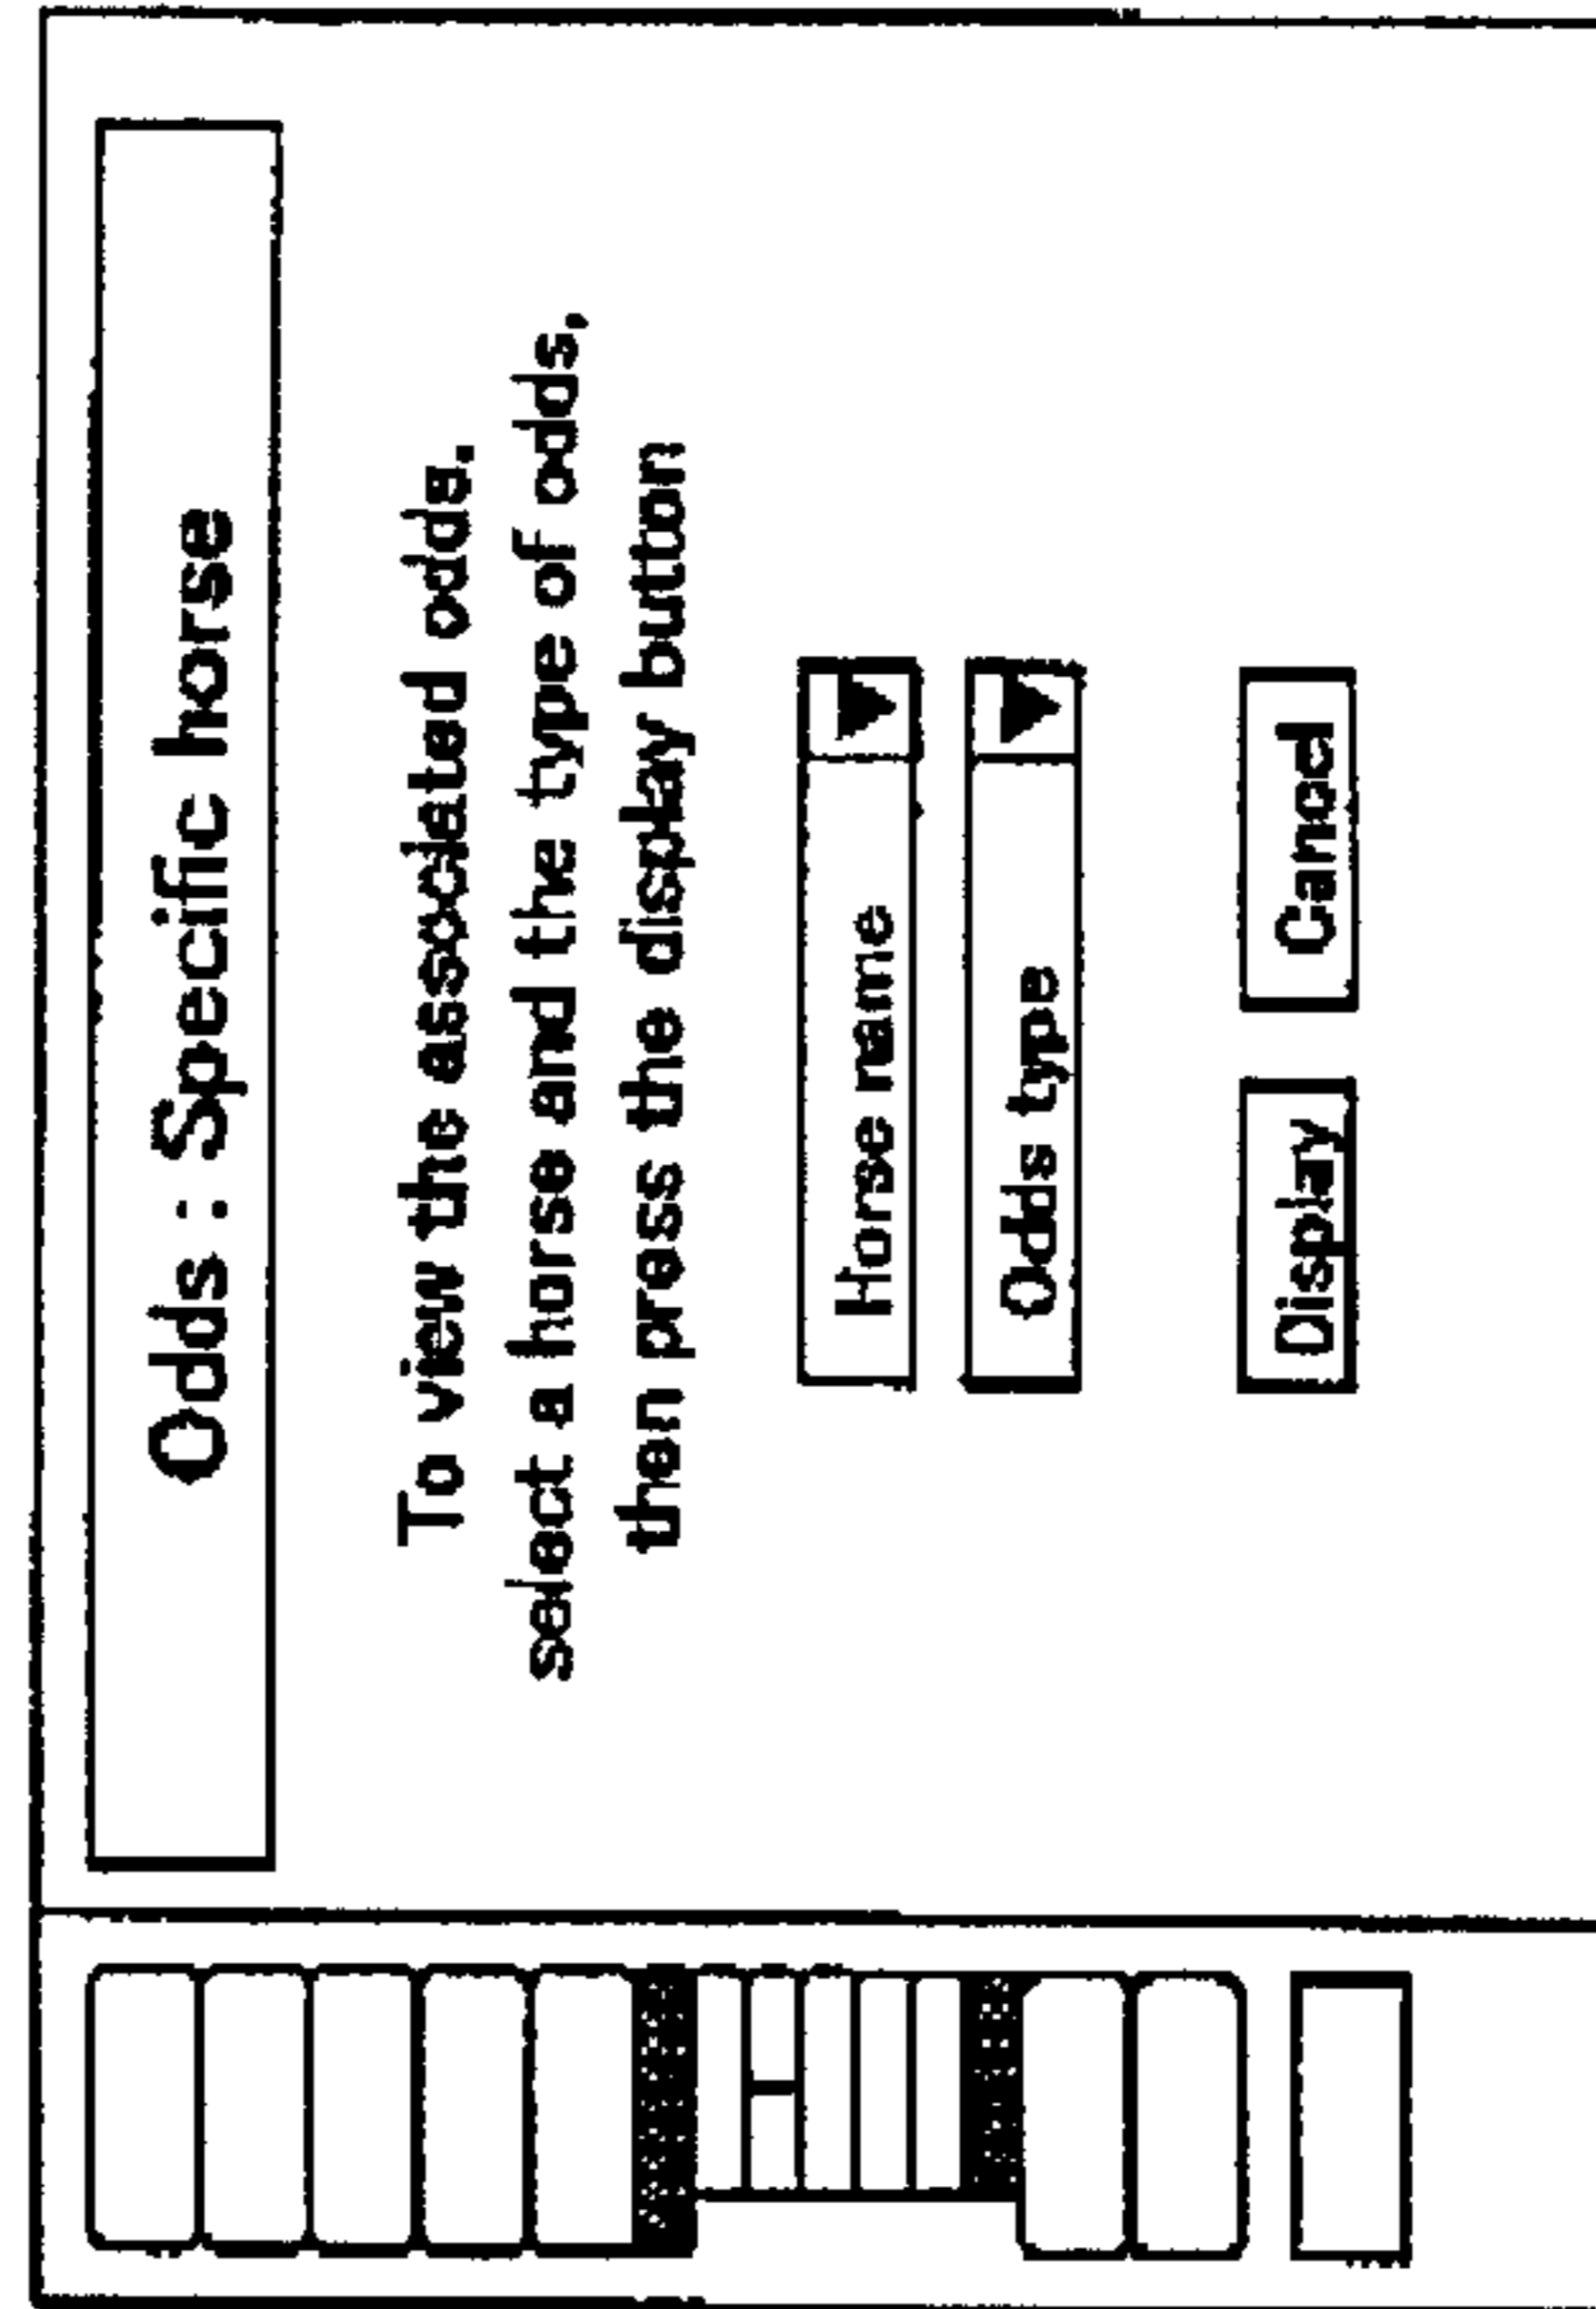 Odds : Specific horse
To view the associated odds,
select a horse and the type of odds,
then press the display button
Horse name
Odds type
Display Cancel